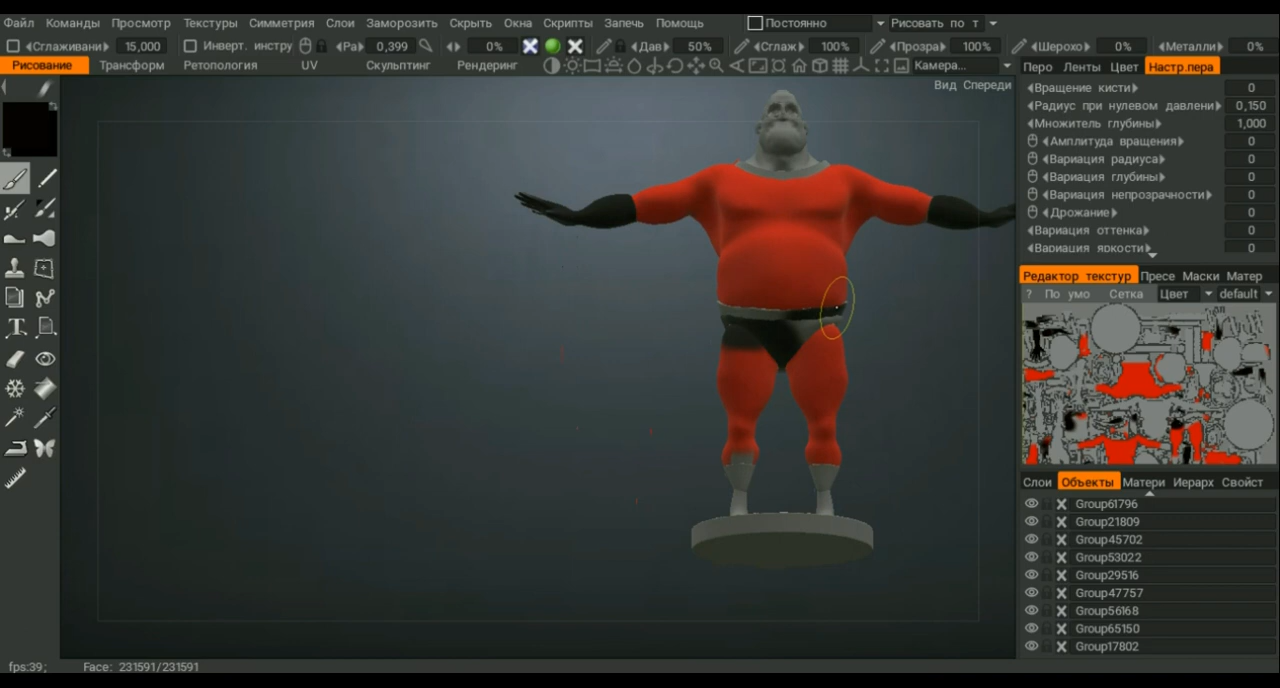 Файл Команды Просмотр Текстуры Симметрия Слои Заморозить Скрыть Окна Скрипты Запечь Помощь Постоянно Рисовать по т
Сглаживани 15,000 Инверт. инстру Ра 0,399 0% Дав 50% Сглаж 100% Прозра 100% Шерохо 0% Металли 0%
Рисование Трансформ Ретопология UV Скульптинг Рендеринг Камера... Перо Ленты Цвет Настр.пера
Вид Спереди
Вращение кисти 0
Радиус при нулевом давлени 0,150
Множитель глубины 1,000
Амплитуда вращения 0
Вариация радиуса 0
Вариация глубины 0
Вариация непрозрачности 0
Дрожание 0
Вариация оттенка 0
Вариация яркости 0
Редактор текстур Пресе Маски Матер
? По умо Сетка Цвет default
Слои Объекты Матери Иерарх Свойст
Group61796
Group21809
Group45702
Group53022
Group29516
Group47757
Group56168
Group65150
Group17802
fps:39; Face: 231591/231591